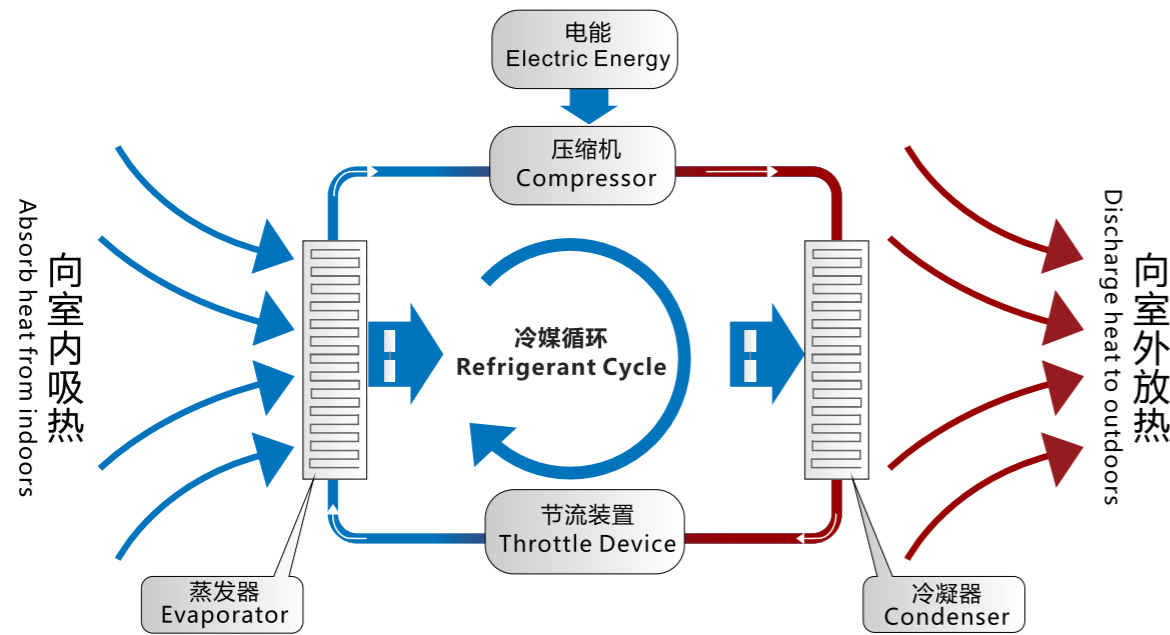 电能
Electric Energy
压缩机
Compressor
向室内吸热
Absorb heat from indoors
冷媒循环
Refrigerant Cycle
向室外放热
Discharge heat to outdoors
节流装置
Throttle Device
蒸发器
Evaporator
冷凝器
Condenser